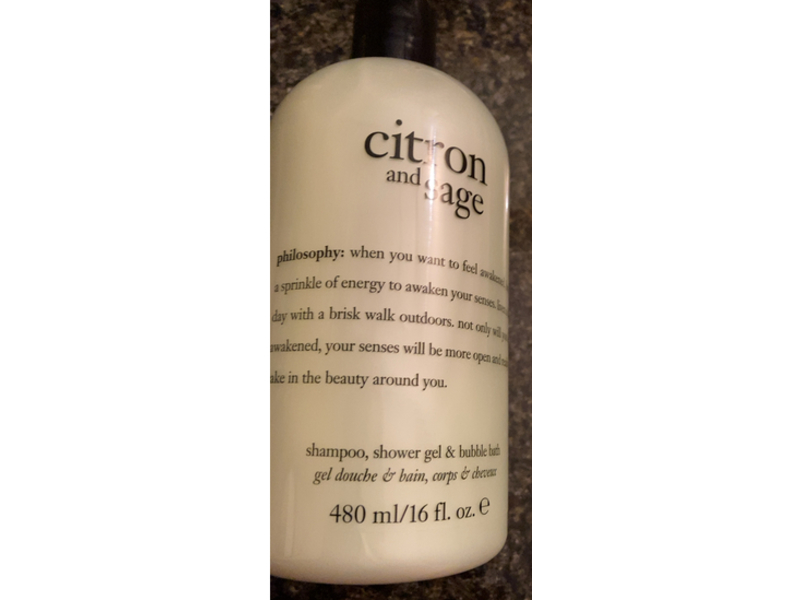 citron
and sage
philosophy: when you want to feel awakened,
a sprinkle of energy to awaken your senses.
day with a brisk walk outdoors. not only will
awakened, your senses will be more open and
in the beauty around you.
shampoo, shower gel & bubble bath
gel douche & bain, corps & cheveux
480 ml/16 fl. oz. e